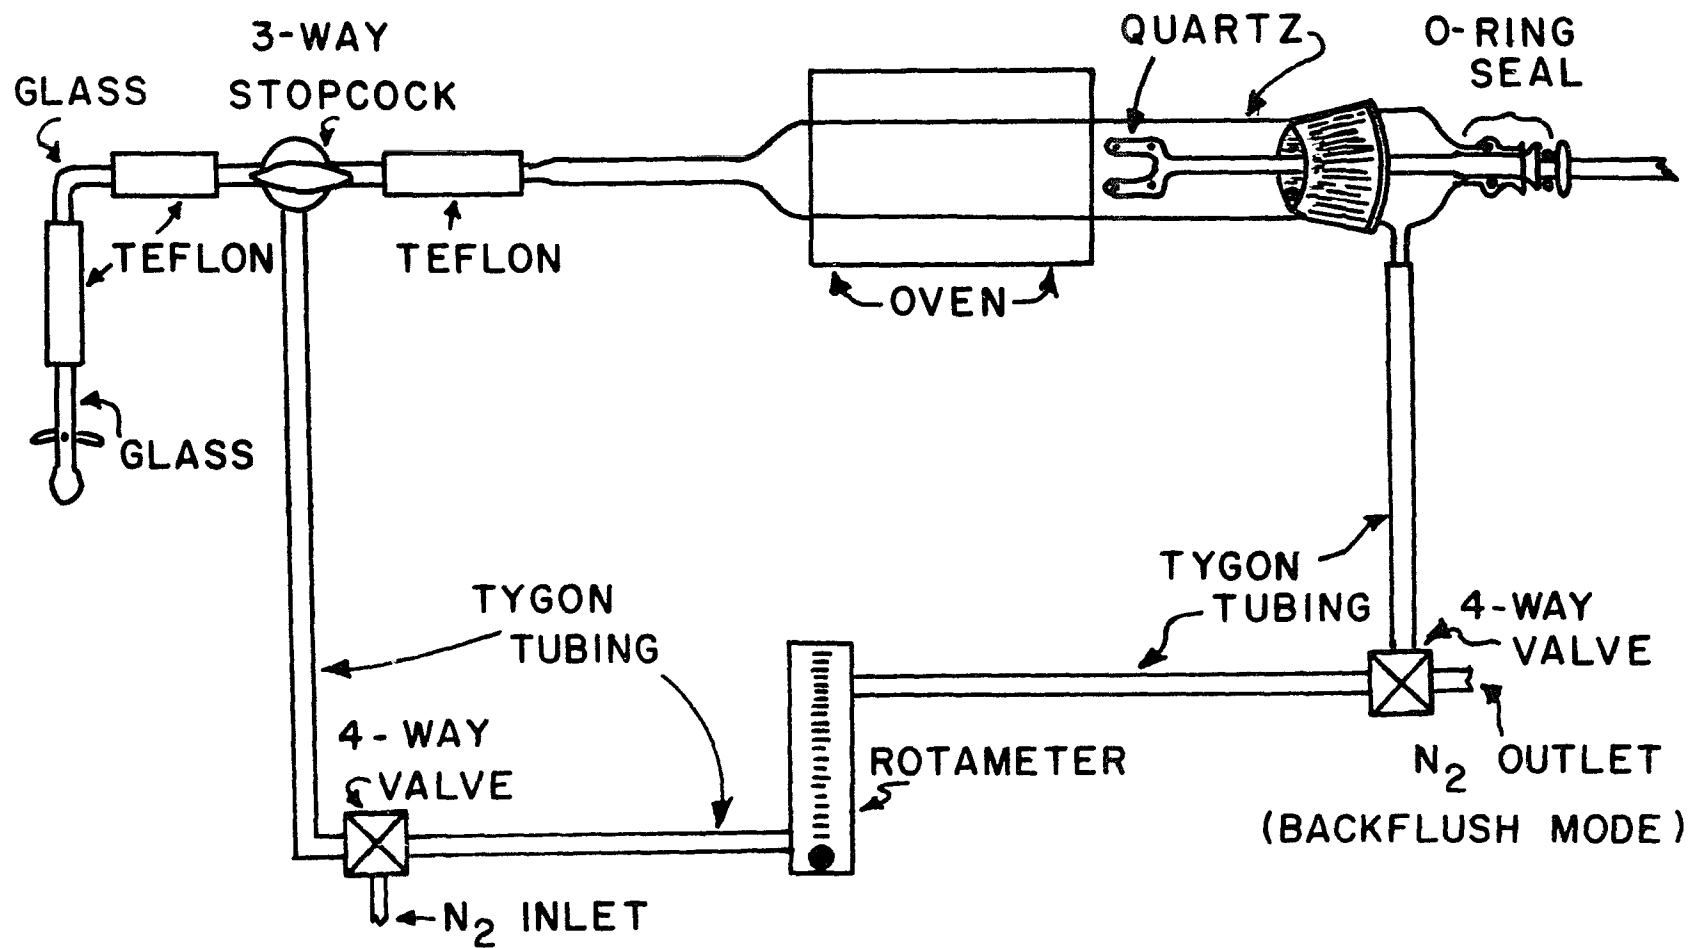 3-WAY
STOPCOCK
GLASS
QUARTZ
O-RING
SEAL
TEFLON
TEFLON
OVEN
GLASS
TYGON
TUBING
TYGON
TUBING
4-WAY
VALVE
4-WAY
VALVE
ROTAMETER
N2 OUTLET
(BACKFLUSH MODE)
N2 INLET